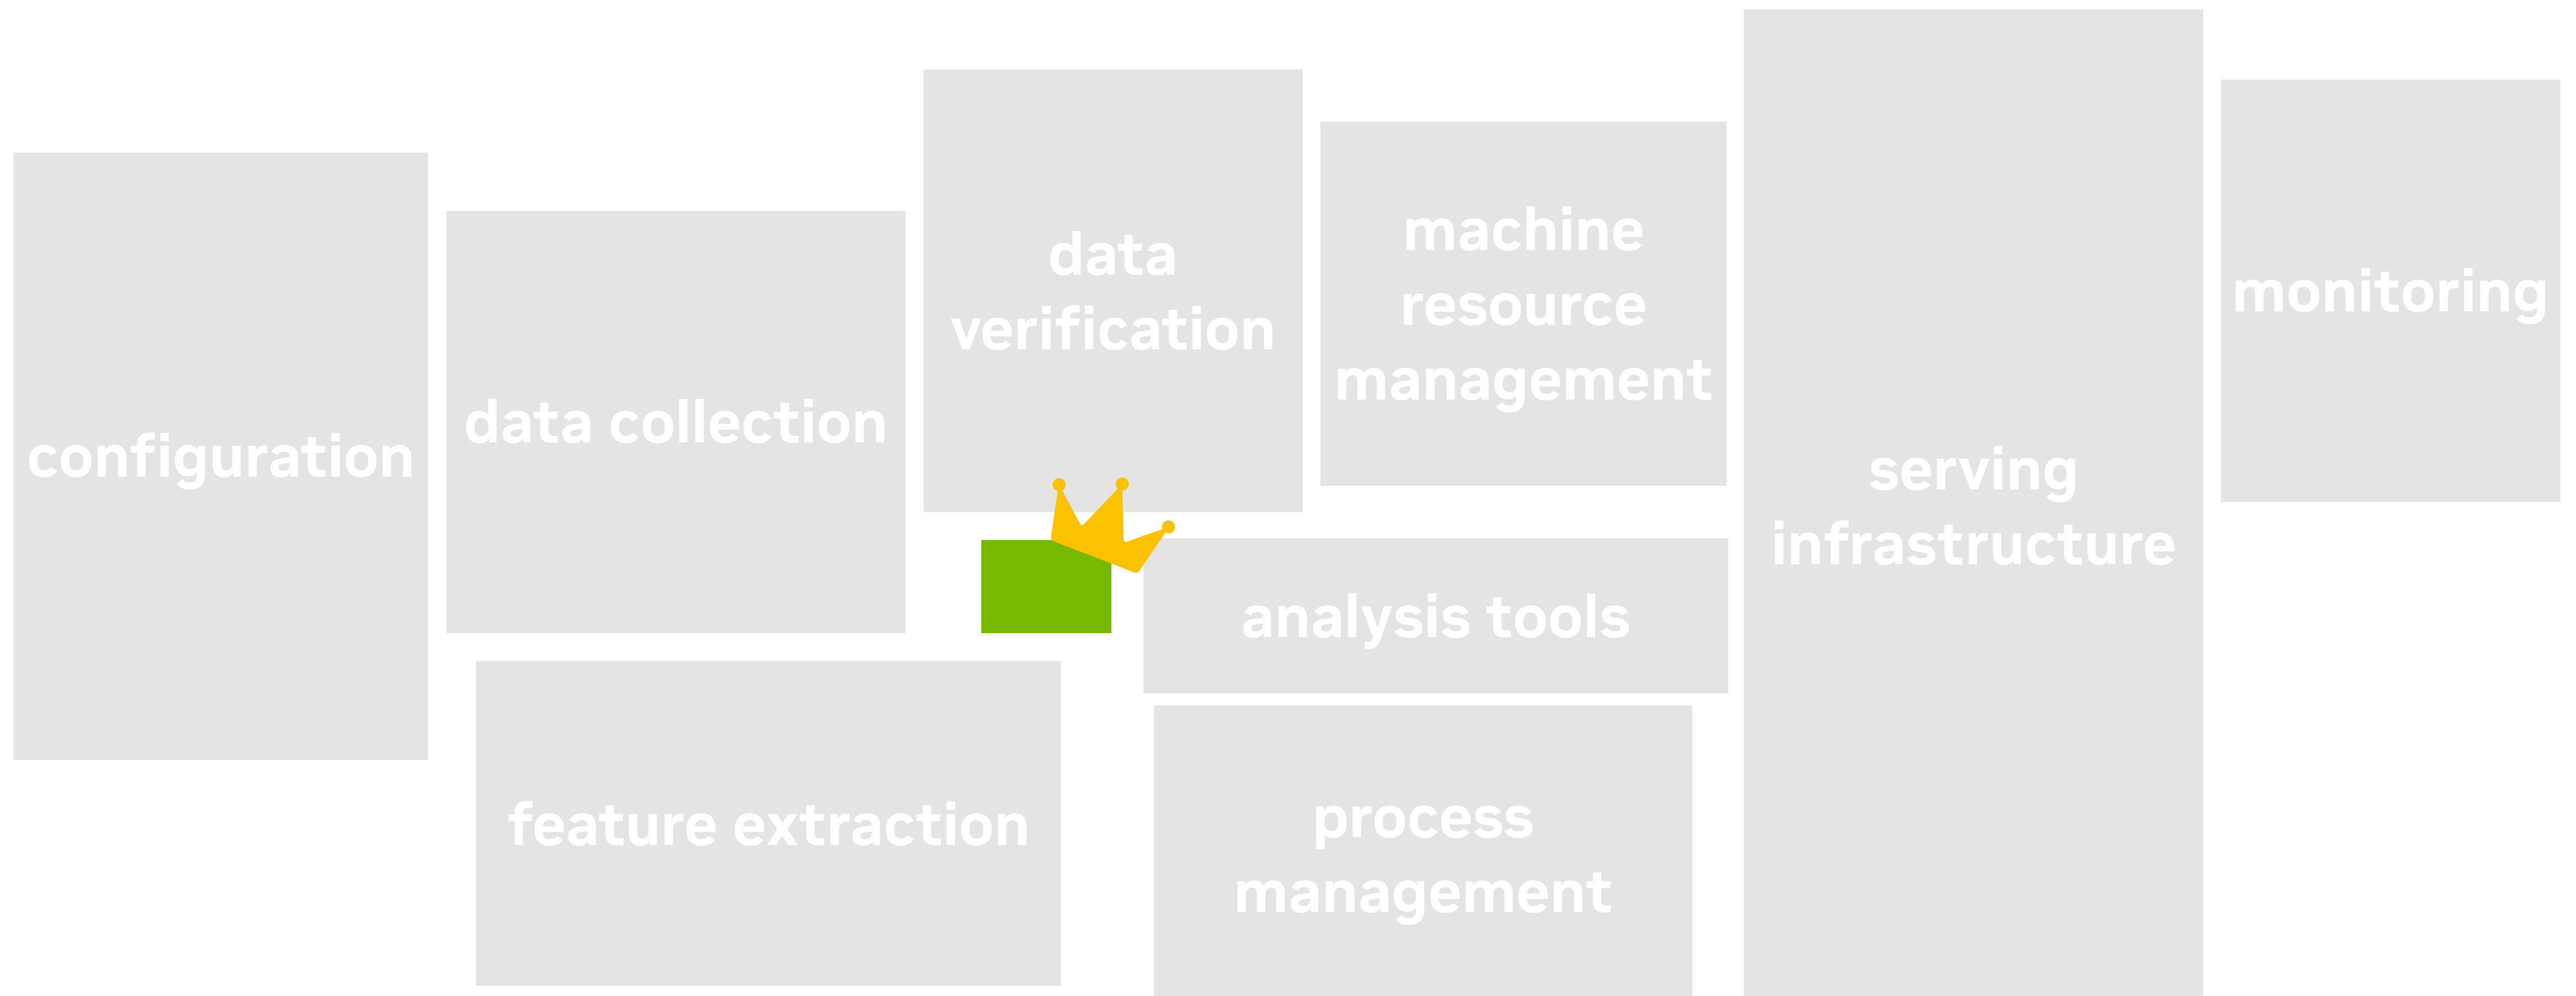 configuration
data collection
data
verification
machine
resource
management
serving
infrastructure
monitoring
analysis tools
feature extraction
process
management